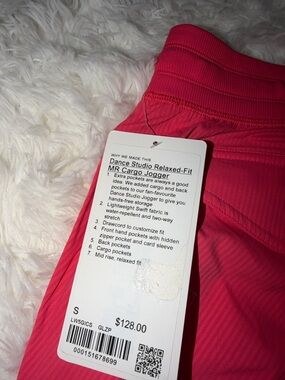 WHY WE MADE THIS
Dance Studio Relaxed-Fit
MR Cargo Jogger
1 Extra pockets are always a good
idea. We added cargo and back
pockets to our fan-favourite
Dance Studio Jogger to give you
hands-free storage
2 Lightweight Swift fabric is
water-repellent and two-way
stretch
3 Drawcord to customize fit
4 Front hand pockets with hidden
zipper pocket and card sleeve
5 Back pockets
6 Cargo pockets
7 Mid rise, relaxed fit
S
$128.00
LW5GICS GLZP
000151678699